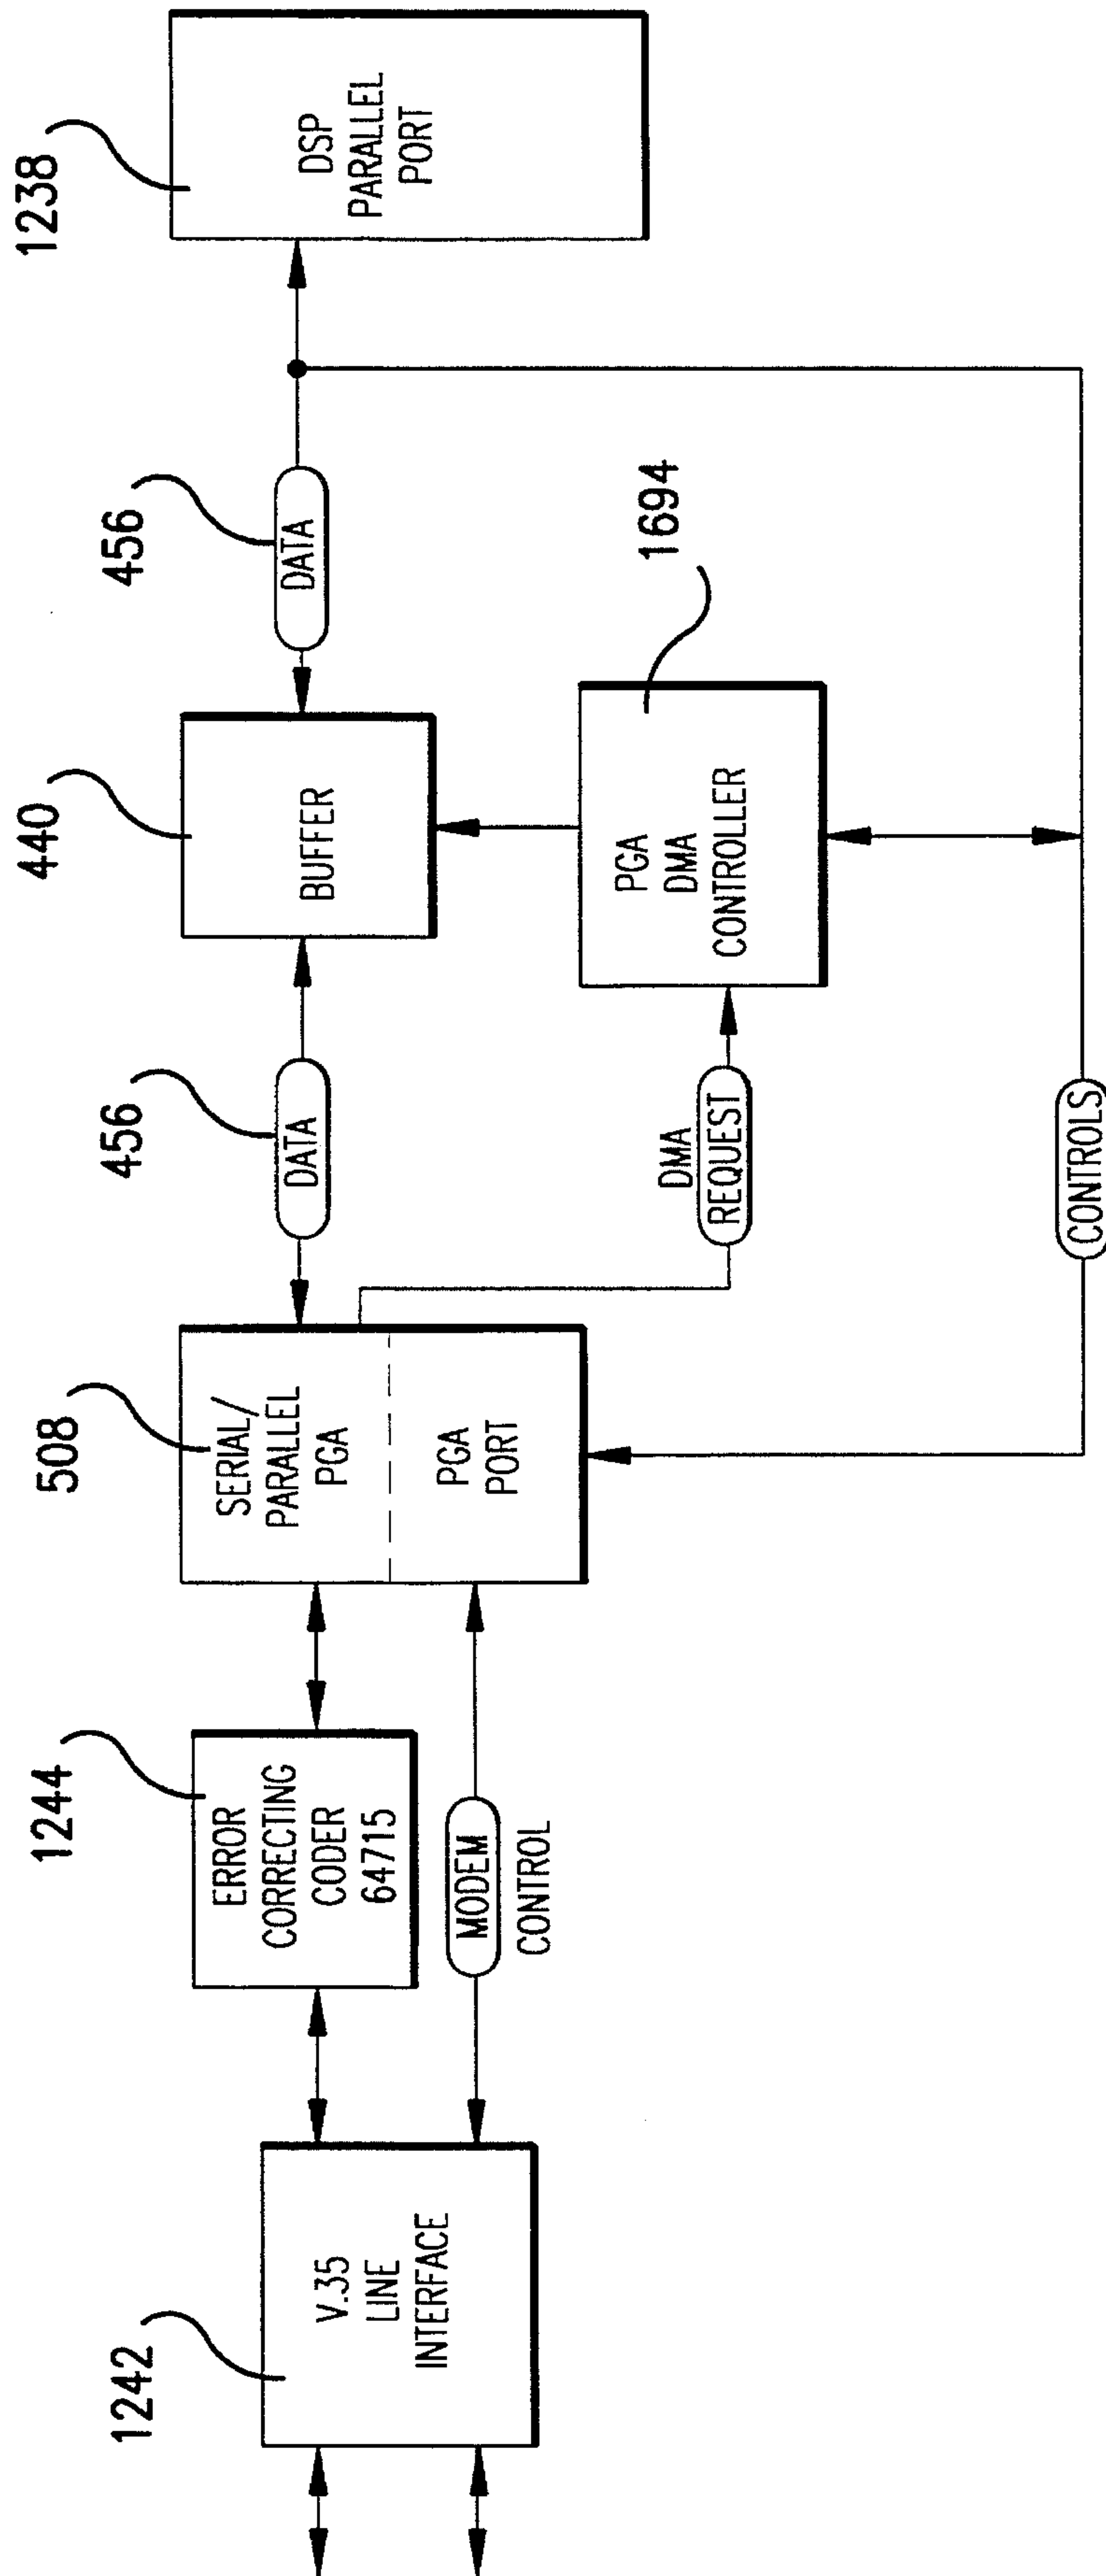 1242
V.35
LINE
INTERFACE
1244
ERROR
CORRECTING
CODER
64715
MODEM
CONTROL
508
SERIAL/
PARALLEL
PGA
PGA
PORT
456
DATA
DMA
REQUEST
CONTROLS
440
BUFFER
1694
PGA
DMA
CONTROLLER
456
DATA
1238
DSP
PARALLEL
PORT